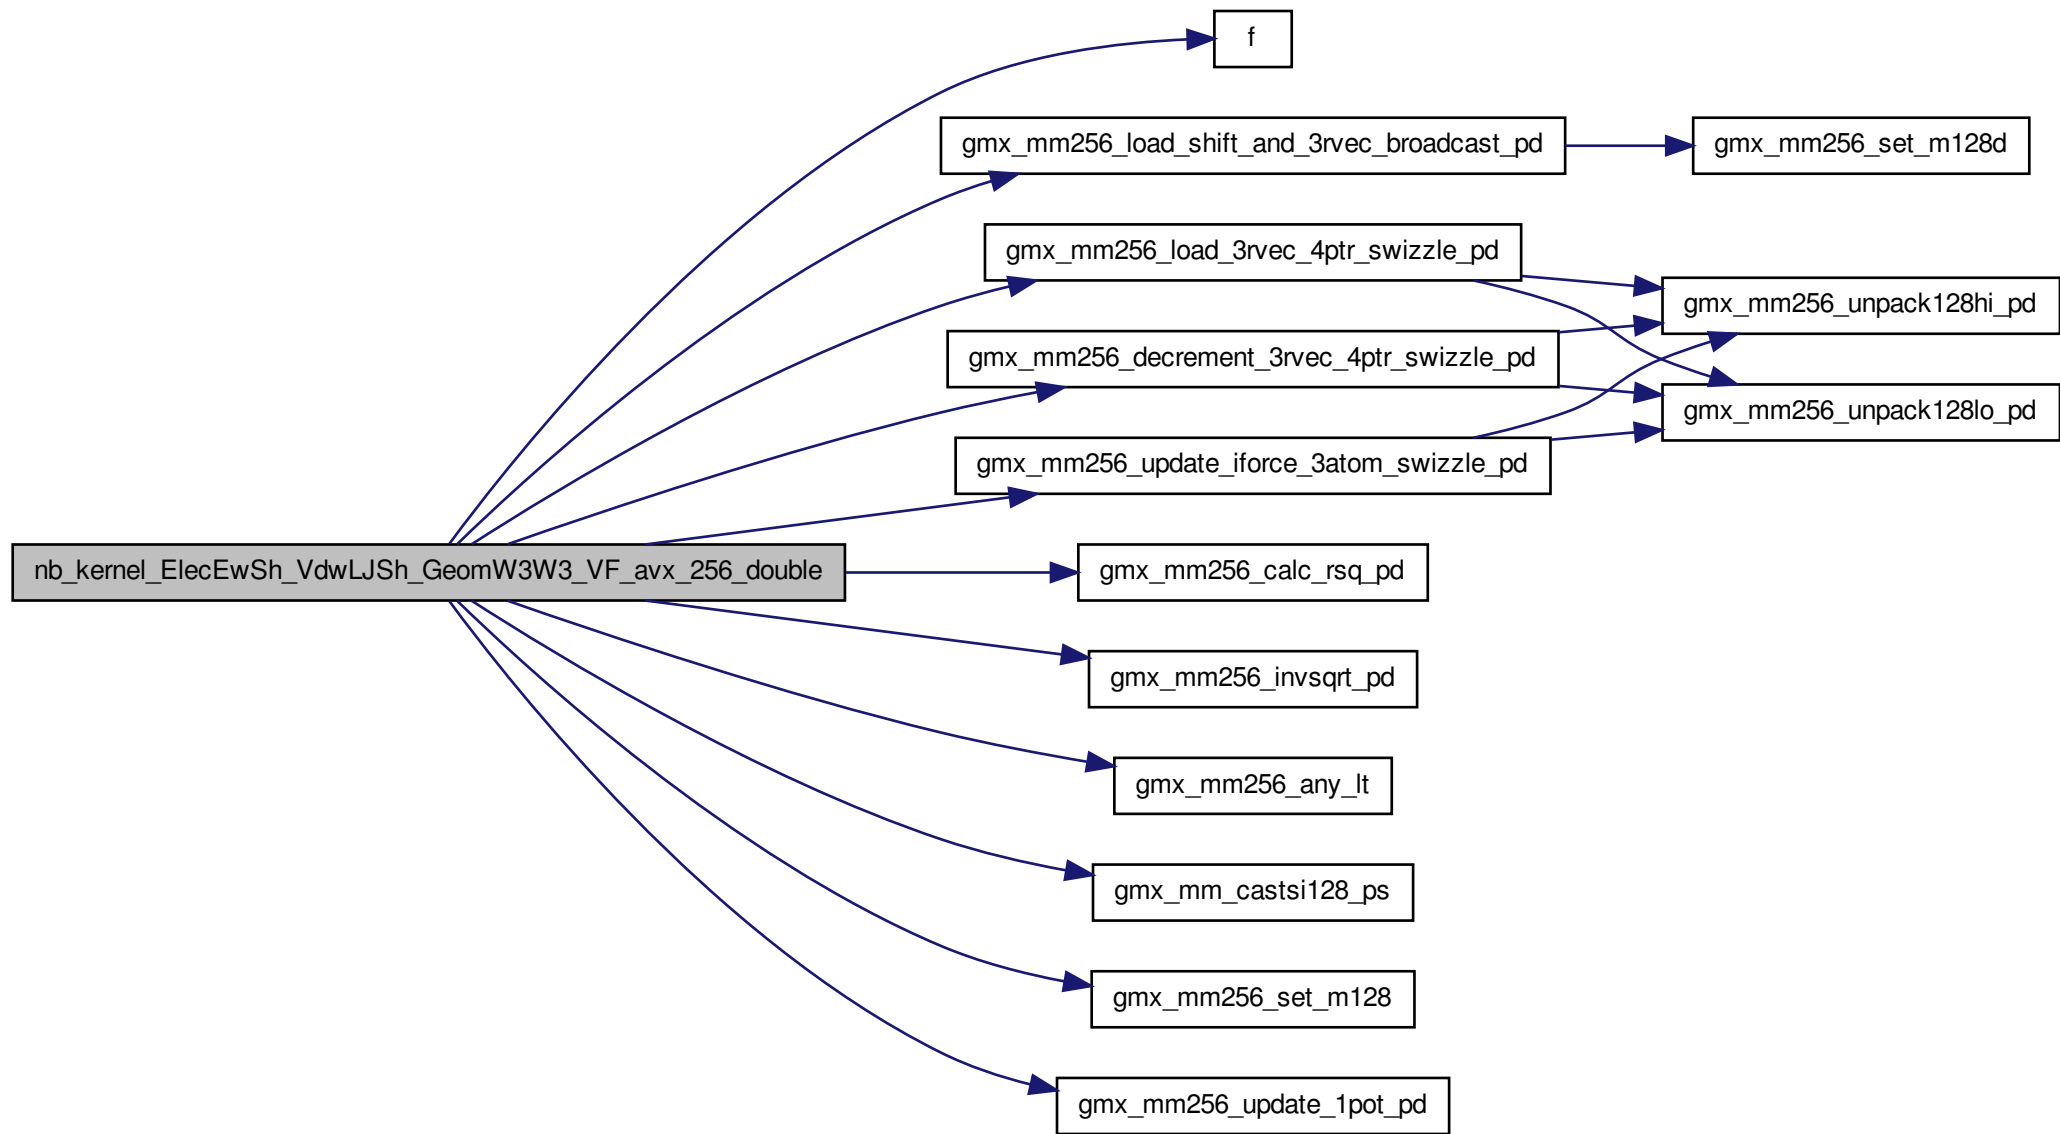 f
gmx_mm256_load_shift_and_3rvec_broadcast_pd
gmx_mm256_set_m128d
gmx_mm256_load_3rvec_4ptr_swizzle_pd
gmx_mm256_unpack128hi_pd
gmx_mm256_decrement_3rvec_4ptr_swizzle_pd
gmx_mm256_unpack128lo_pd
gmx_mm256_update_iforce_3atom_swizzle_pd
nb_kernel_ElecEwSh_VdwLJSh_GeomW3W3_VF_avx_256_double
gmx_mm256_calc_rsq_pd
gmx_mm256_invsqrt_pd
gmx_mm256_any_lt
gmx_mm_castsi128_ps
gmx_mm256_set_m128
gmx_mm256_update_1pot_pd